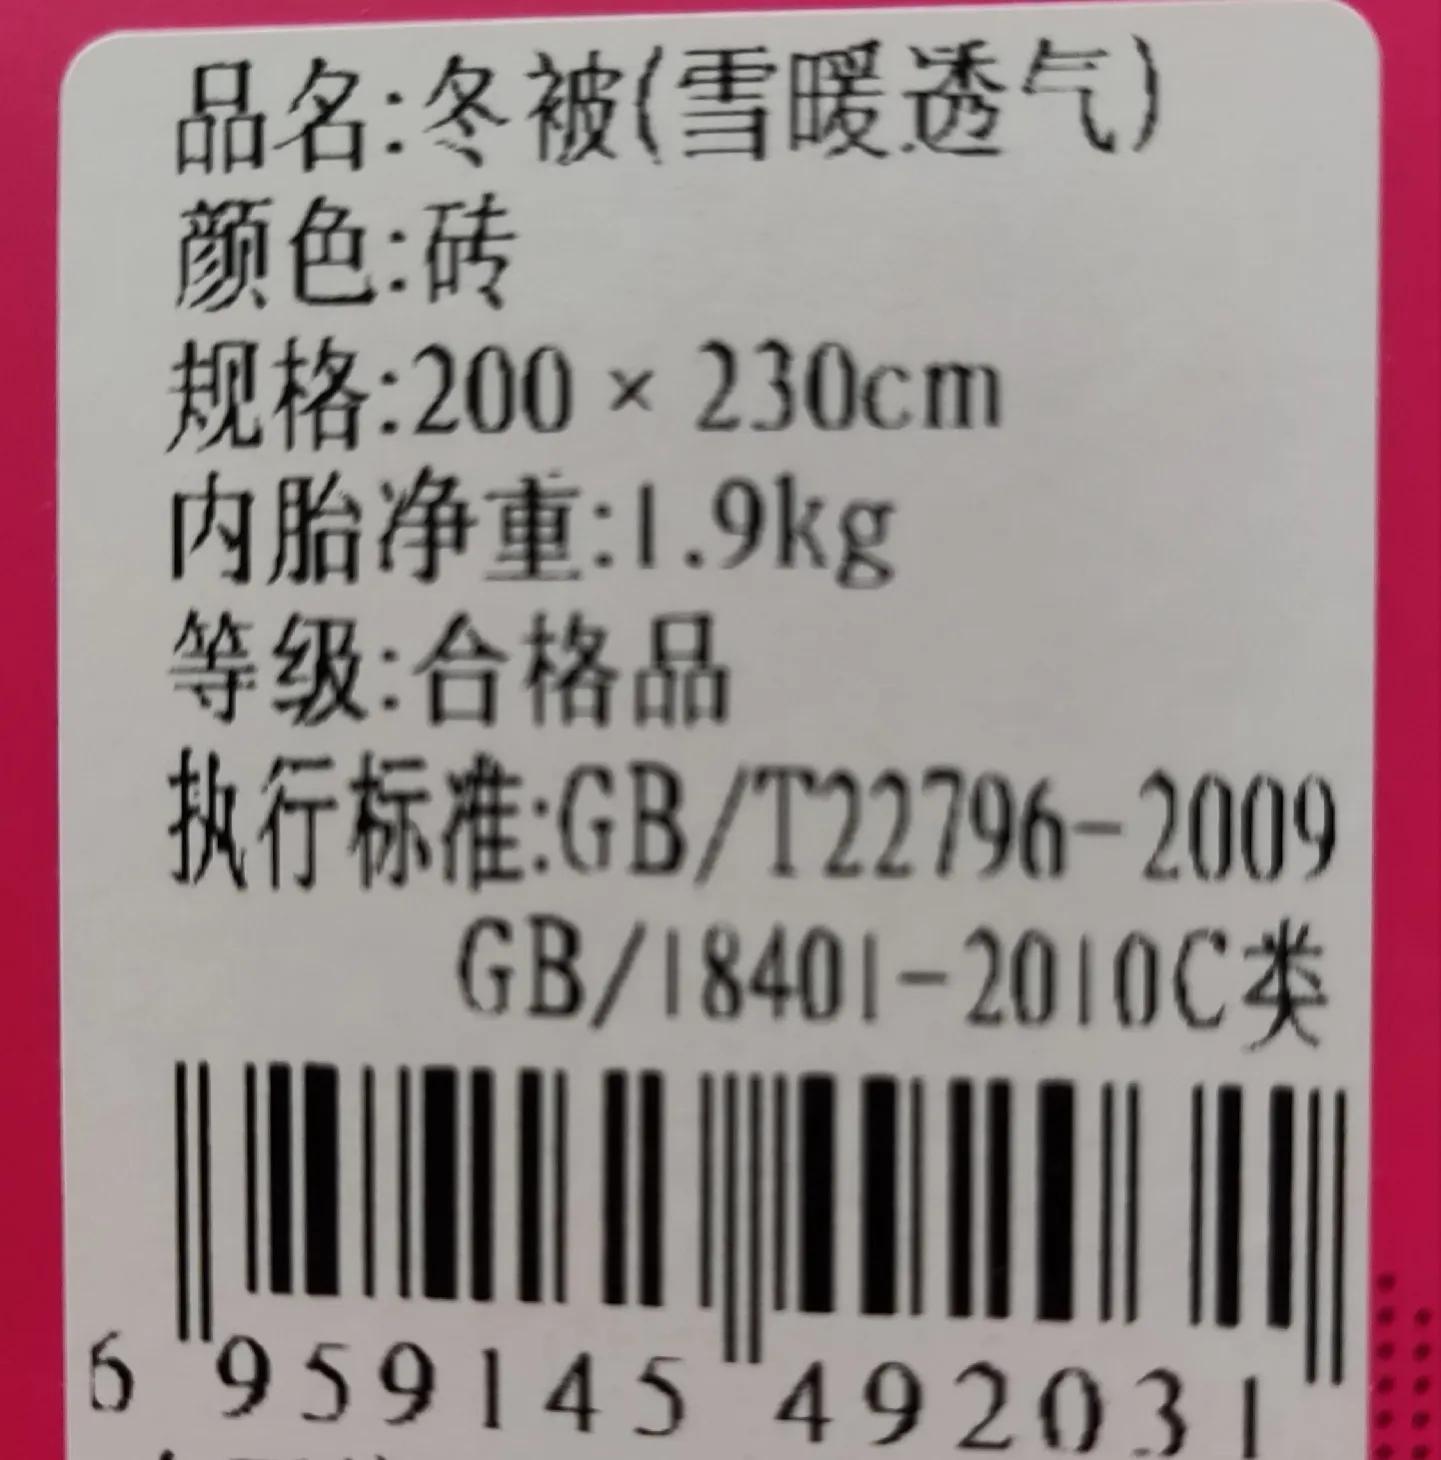 品名:冬被(雪暖透气)
颜色:砖
规格:200×230cm
内胎净重:1.9kg
等级:合格品
执行标准:GB/T22796-2009
GB/18401-2010C类
6 959145 492031